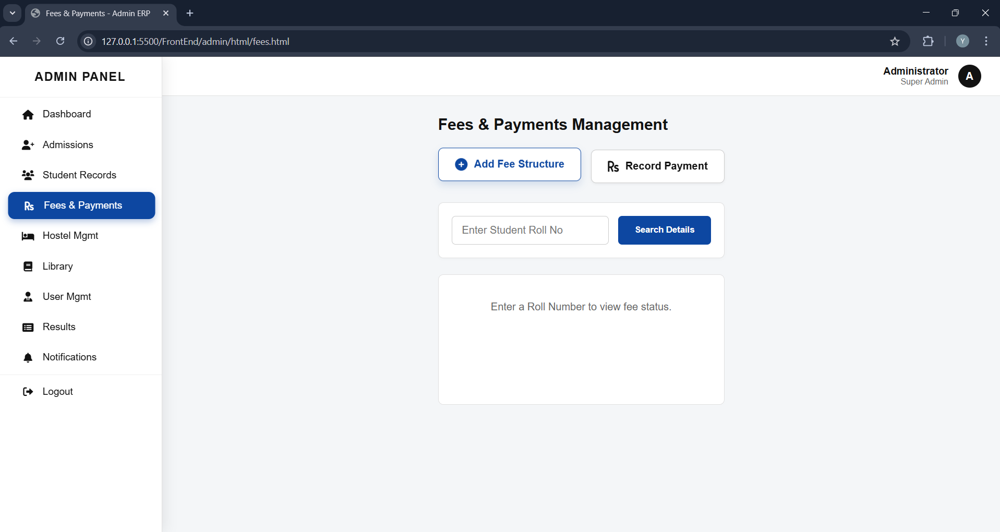 Fees & Payments - Admin ERP
127.0.0.1:5500/FrontEnd/admin/html/fees.html
Y
ADMIN PANEL
Administrator
Super Admin
A
Dashboard
Admissions
Student Records
Rs Fees & Payments
Hostel Mgmt
Library
User Mgmt
Results
Notifications
Logout
Fees & Payments Management
Add Fee Structure
Rs Record Payment
Enter Student Roll No
Search Details
Enter a Roll Number to view fee status.